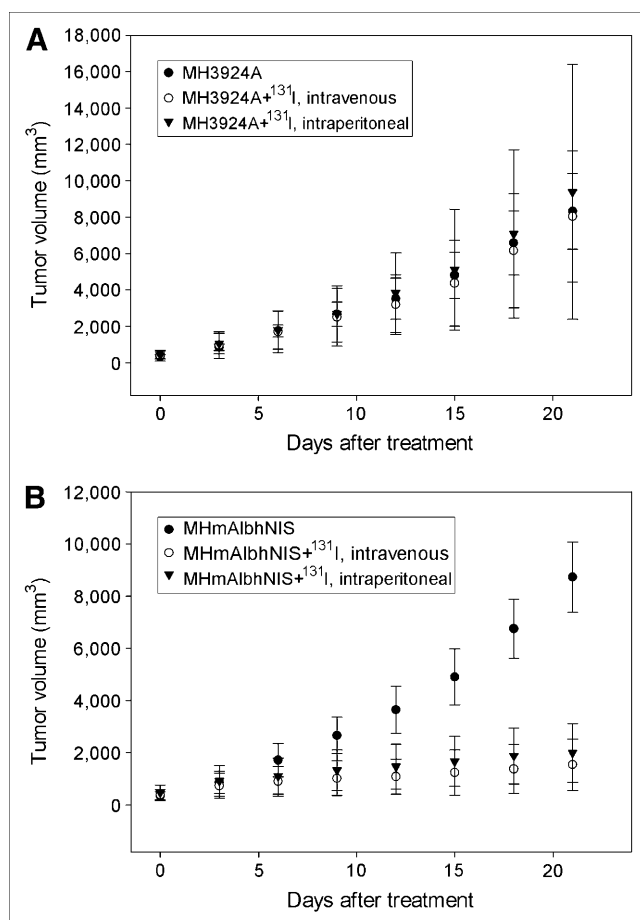 A
18,000
16,000
14,000
12,000
10,000
8,000
6,000
4,000
2,000
0
Tumor volume (mm³)
MH3924A
MH3924A+¹³¹I, intravenous
MH3924A+¹³¹I, intraperitoneal
0 5 10 15 20
Days after treatment
B
12,000
10,000
8,000
6,000
4,000
2,000
0
Tumor volume (mm³)
MHmAlbhNIS
MHmAlbhNIS+¹³¹I, intravenous
MHmAlbhNIS+¹³¹I, intraperitoneal
0 5 10 15 20
Days after treatment